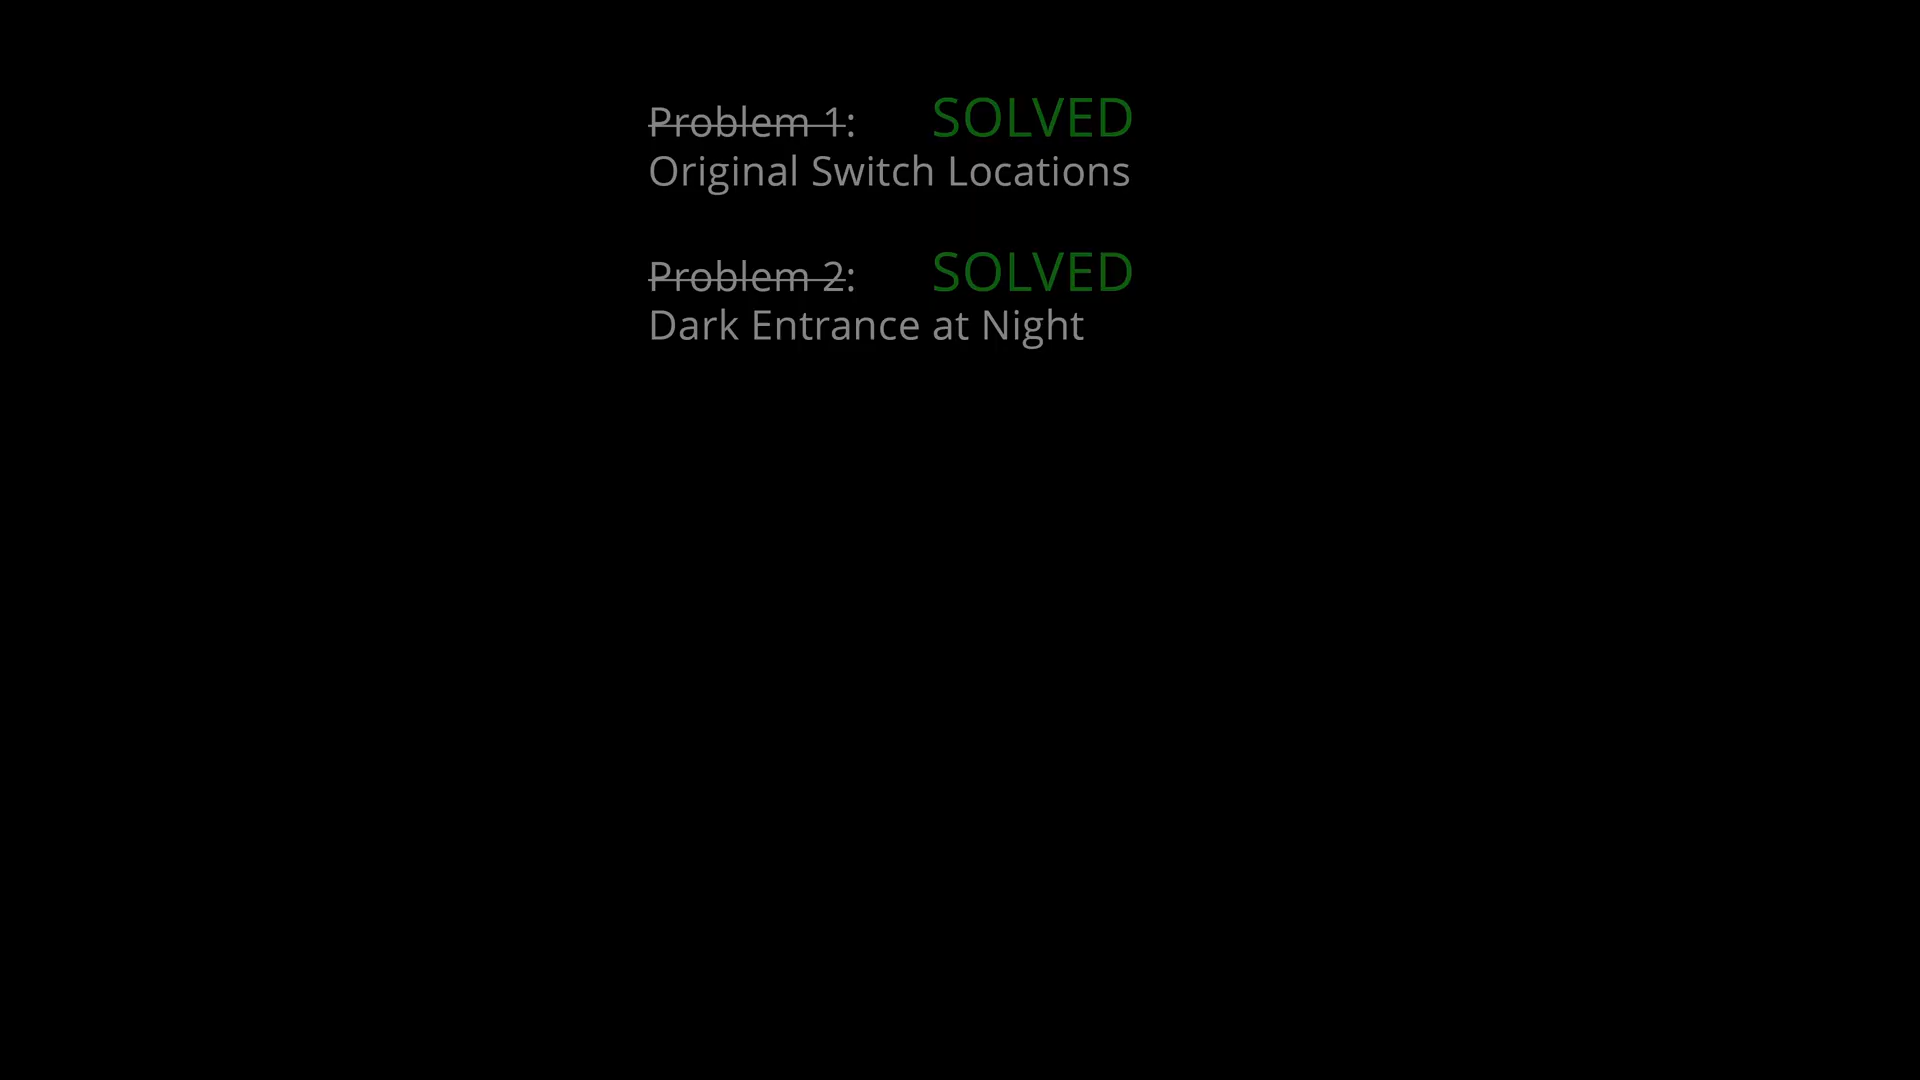 Problem 1: SOLVED
Original Switch Locations
Problem 2: SOLVED
Dark Entrance at Night